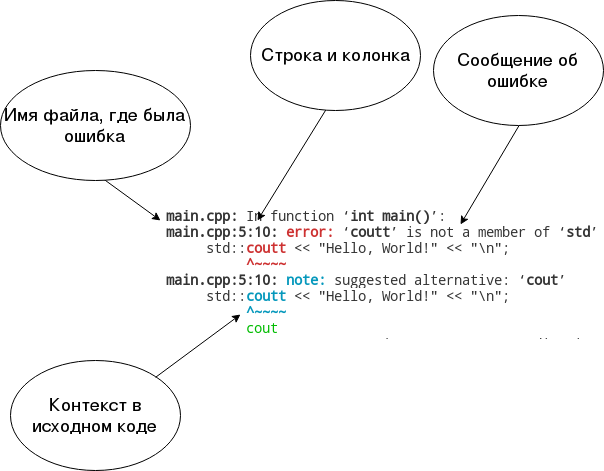 Строка и колонка
Сообщение об
ошибке
Имя файла, где была
ошибка
main.cpp: In function ‘int main()’:
main.cpp:5:10: error: ‘coutt’ is not a member of ‘std’
std::coutt << "Hello, World!" << "\n";
^~~~~
main.cpp:5:10: note: suggested alternative: ‘cout’
std::coutt << "Hello, World!" << "\n";
^~~~~
cout
Контекст в
исходном коде